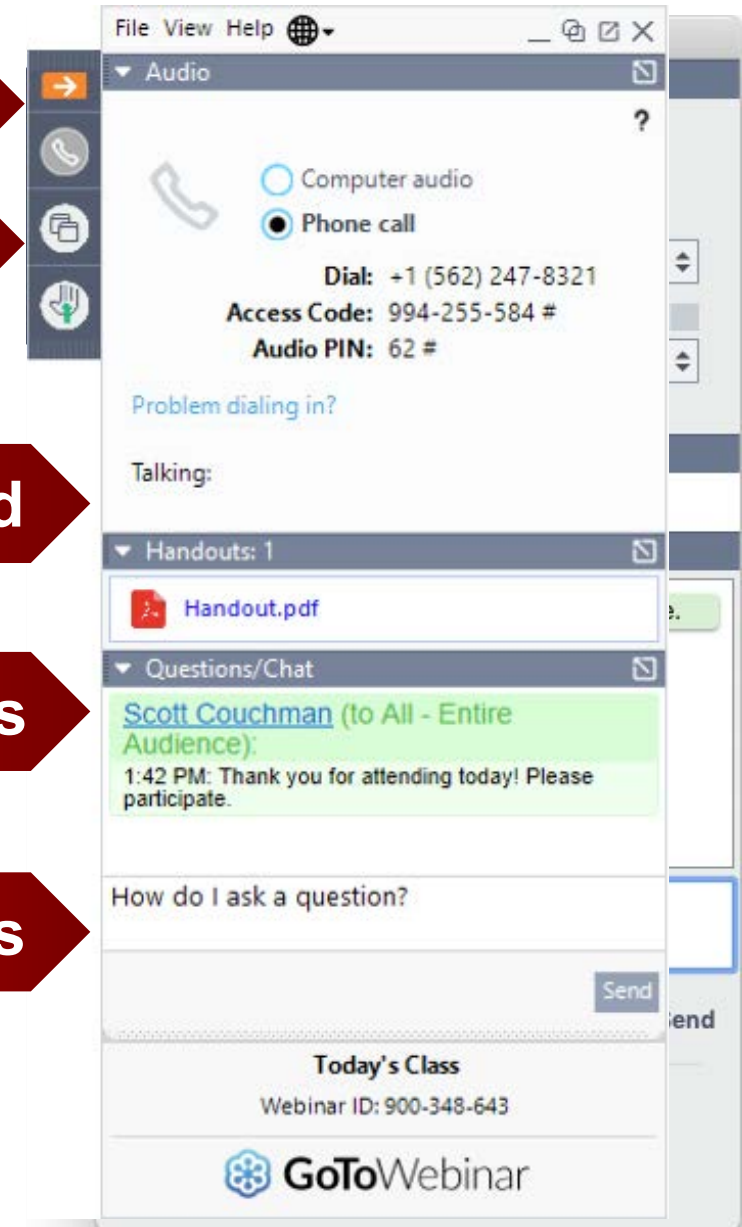 File View Help
Audio
?
Computer audio
Phone call
Dial: +1 (562) 247-8321
Access Code: 994-255-584 #
Audio PIN: 62 #
Problem dialing in?
Talking:
d
Handouts: 1
Handout.pdf
e.
Questions/Chat
s
Scott Couchman (to All - Entire
Audience):
1:42 PM: Thank you for attending today! Please
participate.
How do I ask a question?
s
Send
end
Today's Class
Webinar ID: 900-348-643
GoToWebinar